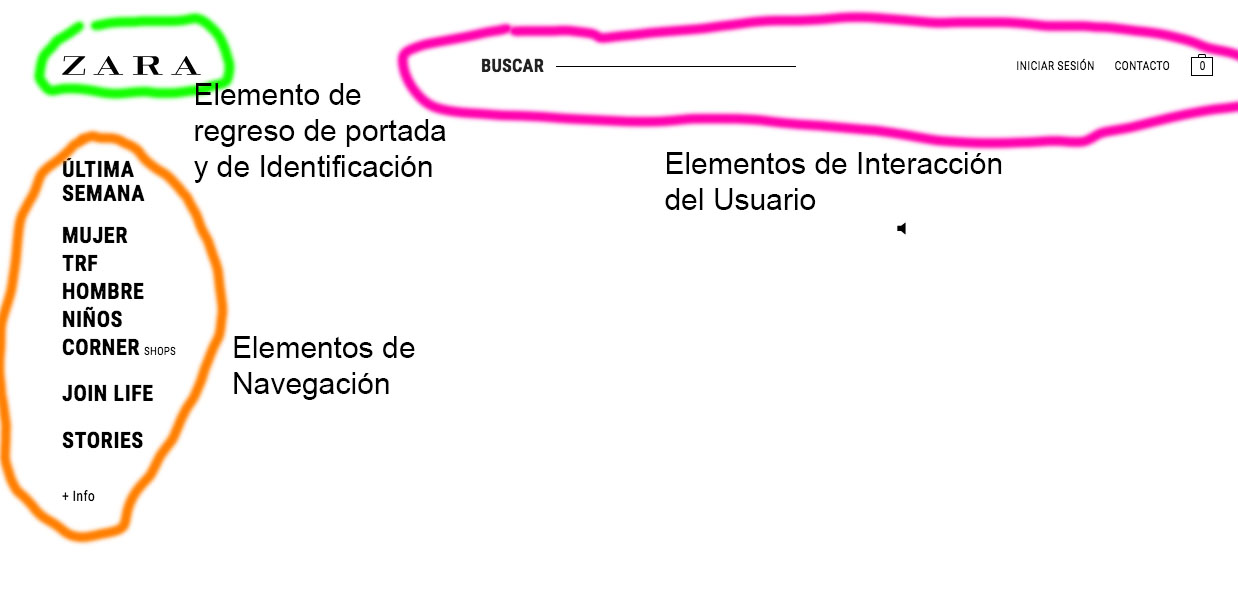 ZARA
BUSCAR
INICIAR SESIÓN
CONTACTO
0
Elemento de
regreso de portada
y de Identificación
Elementos de Interacción
del Usuario
ÚLTIMA
SEMANA
MUJER
TRF
HOMBRE
NIÑOS
CORNER SHOPS
JOIN LIFE
STORIES
+ Info
Elementos de
Navegación